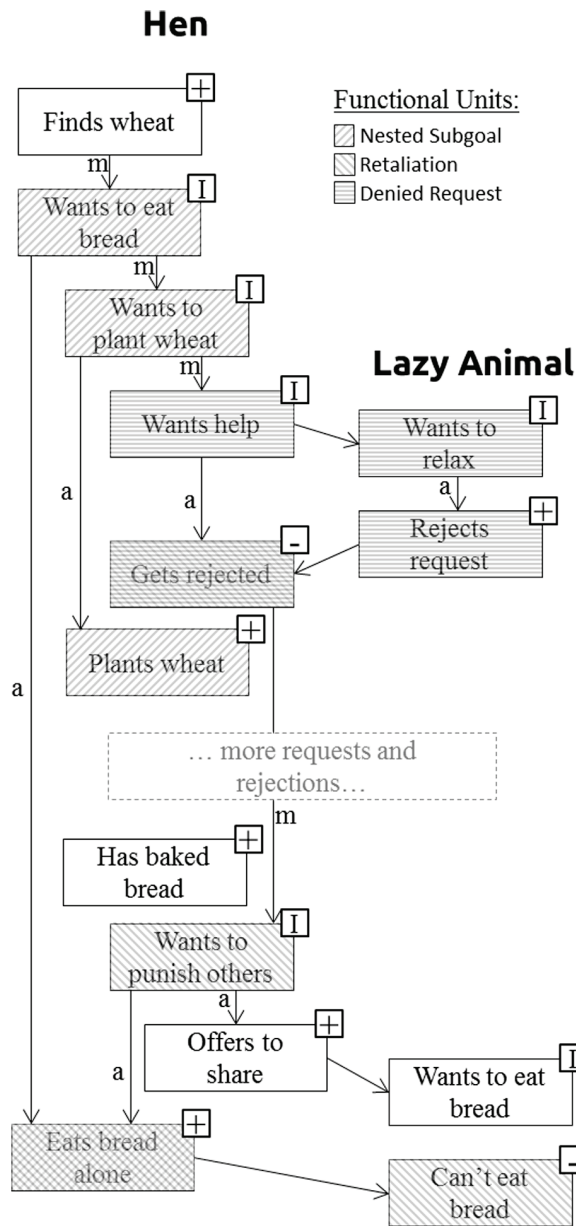 Hen
+
Finds wheat
Functional Units:
Nested Subgoal
Retaliation
Denied Request
m
I
Wants to eat
bread
m
I
Wants to
plant wheat
Lazy Animal
m
I
Wants help
I
Wants to
relax
a
a
a
+
Rejects
request
-
Gets rejected
+
Plants wheat
a
… more requests and
rejections…
m
+
Has baked
bread
I
Wants to
punish others
a
+
Offers to
share
I
Wants to eat
bread
a
+
Eats bread
alone
-
Can’t eat
bread